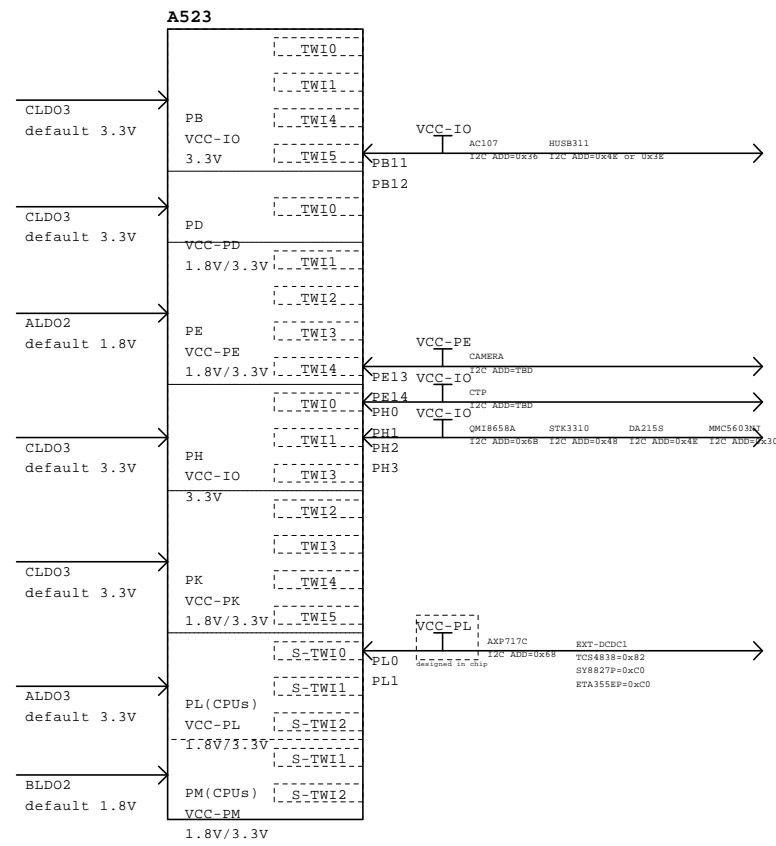 A523
TWI0
TWI1
CLDO3
default 3.3V
PB
VCC-IO
3.3V
TWI4
TWI5
VCC-IO
AC107 HUSB311
I2C ADD=0x36 I2C ADD=0x4E or 0x3E
PB11
PB12
CLDO3
default 3.3V
TWI0
PD
VCC-PD
1.8V/3.3V
TWI1
TWI2
ALDO2
default 1.8V
PE
VCC-PE
1.8V/3.3V
TWI3
TWI4
VCC-PE
CAMERA
I2C ADD=TBD
PE13
PE14
VCC-IO
CTP
I2C ADD=TBD
TWI0
PH0
PH1
VCC-IO
QMI8658A STK3310 DA215S MMC5603NJ
I2C ADD=0x6B I2C ADD=0x48 I2C ADD=0x4E I2C ADD=0x30
TWI1
PH2
PH3
CLDO3
default 3.3V
PH
VCC-IO
3.3V
TWI3
TWI2
TWI3
CLDO3
default 3.3V
PK
VCC-PK
1.8V/3.3V
TWI4
TWI5
S-TWI0
VCC-PL
designed in chip
PL0
PL1
AXP717C
I2C ADD=0x68
EXT-DCDC1
TCS4838=0x82
SY8827P=0xC0
ETA355EP=0xC0
S-TWI1
ALDO3
default 3.3V
PL(CPUs)
VCC-PL
1.8V/3.3V
S-TWI2
S-TWI1
BLDO2
default 1.8V
PM(CPUs)
VCC-PM
1.8V/3.3V
S-TWI2